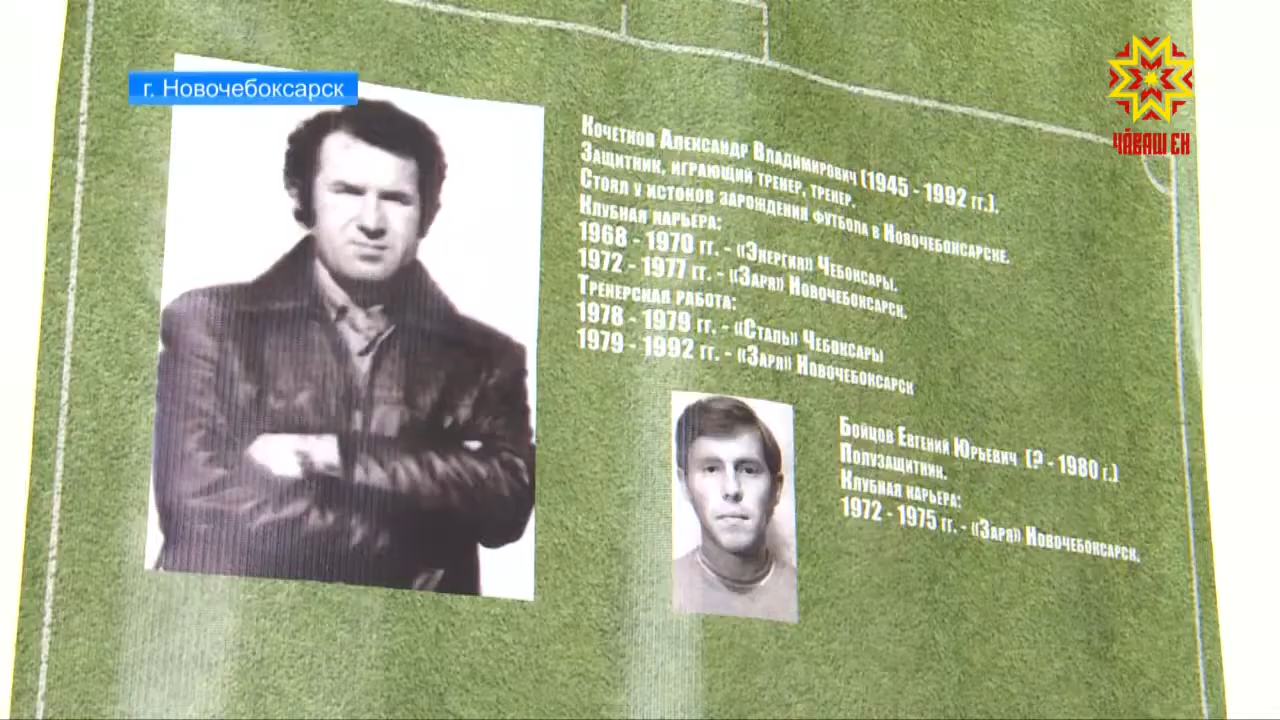 г. Новочебоксарск
ЧӐВАШ ЕН
Кочетков Александр Владимирович (1945 - 1992 гг.).
Защитник, играющий тренер, тренер.
Стоял у истоков зарождения футбола в Новочебоксарске.
Клубная карьера:
1968 - 1970 гг. - «Энергия» Чебоксары.
1972 - 1977 гг. - «Заря» Новочебоксарск.
Тренерская работа:
1978 - 1979 гг. - «Сталь» Чебоксары
1979 - 1992 гг. - «Заря» Новочебоксарск
Бойцов Евгений Юрьевич (? - 1980 г.)
Полузащитник.
Клубная карьера:
1972 - 1975 гг. - «Заря» Новочебоксарск.